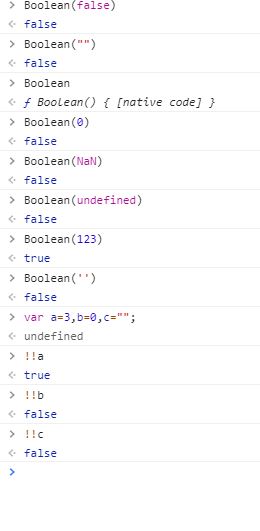 > Boolean(false)
< false
> Boolean("")
< false
> Boolean
< ƒ Boolean() { [native code] }
> Boolean(0)
< false
> Boolean(NaN)
< false
> Boolean(undefined)
< false
> Boolean(123)
< true
> Boolean('')
< false
> var a=3,b=0,c="";
< undefined
> !!a
< true
> !!b
< false
> !!c
< false
>